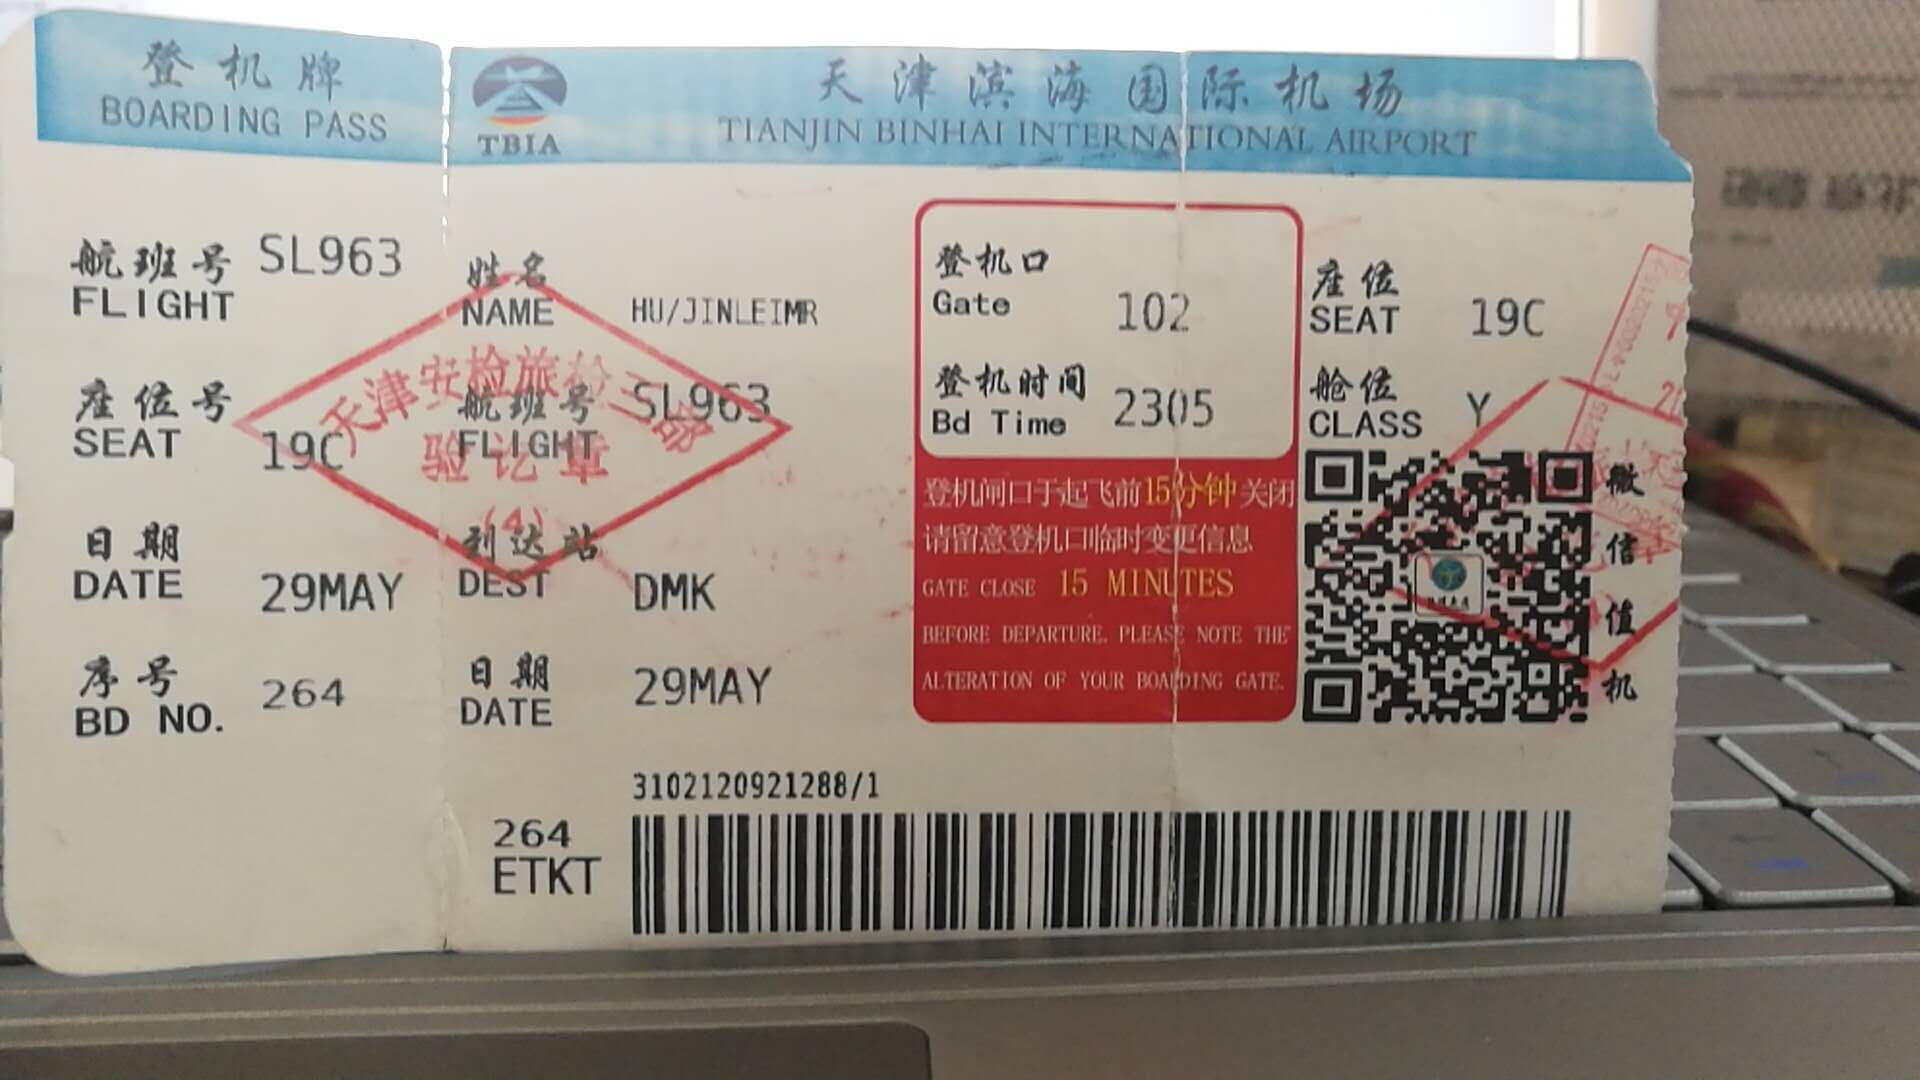 登机牌
BOARDING PASS
TBIA
天津滨海国际机场
TIANJIN BINHAI INTERNATIONAL AIRPORT
航班号 SL963
FLIGHT
座位号
SEAT 19C
日期
DATE 29MAY
序号 264
BD NO.
姓名
NAME HU/JINLEIMR
航班号 SL963
FLIGHT
到达站
DEST DMK
日期
DATE 29MAY
天津安检旅检三部
验讫章
(4)
登机口
Gate 102
登机时间
Bd Time 2305
登机闸口于起飞前15分钟关闭
请留意登机口临时变更信息
GATE CLOSE 15 MINUTES
BEFORE DEPARTURE. PLEASE NOTE THE
ALTERATION OF YOUR BOARDING GATE.
座位
SEAT 19C
舱位
CLASS Y
微信值机
3102120921288/1
264
ETKT